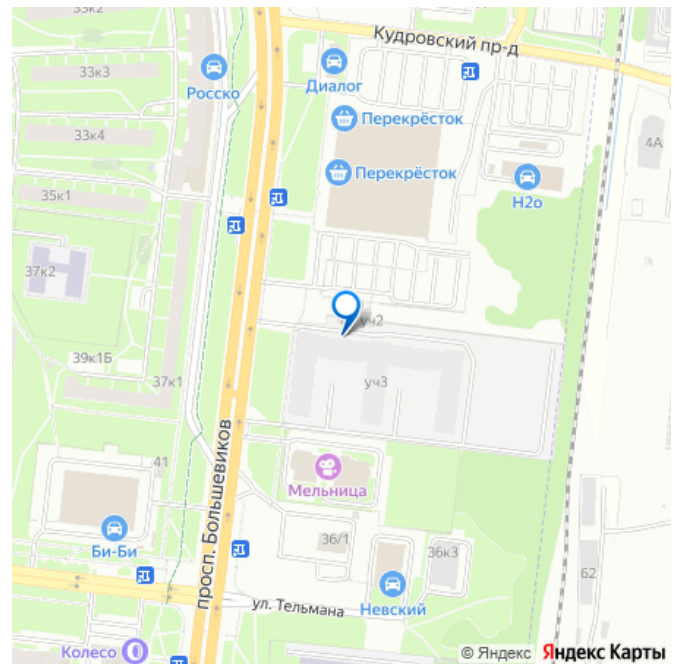 33к2
Кудровский пр-д
33к3
Росско
Диалог
Перекрёсток
33к4
4А
Перекрёсток
35к1
Н2о
37к2
уч2
39к1Б
37к1
уч3
просп. Большевиков
41
Мельница
Би-Би
36/1
36к3
62
ул. Тельмана
Невский
Колесо
© Яндекс Яндекс Карты